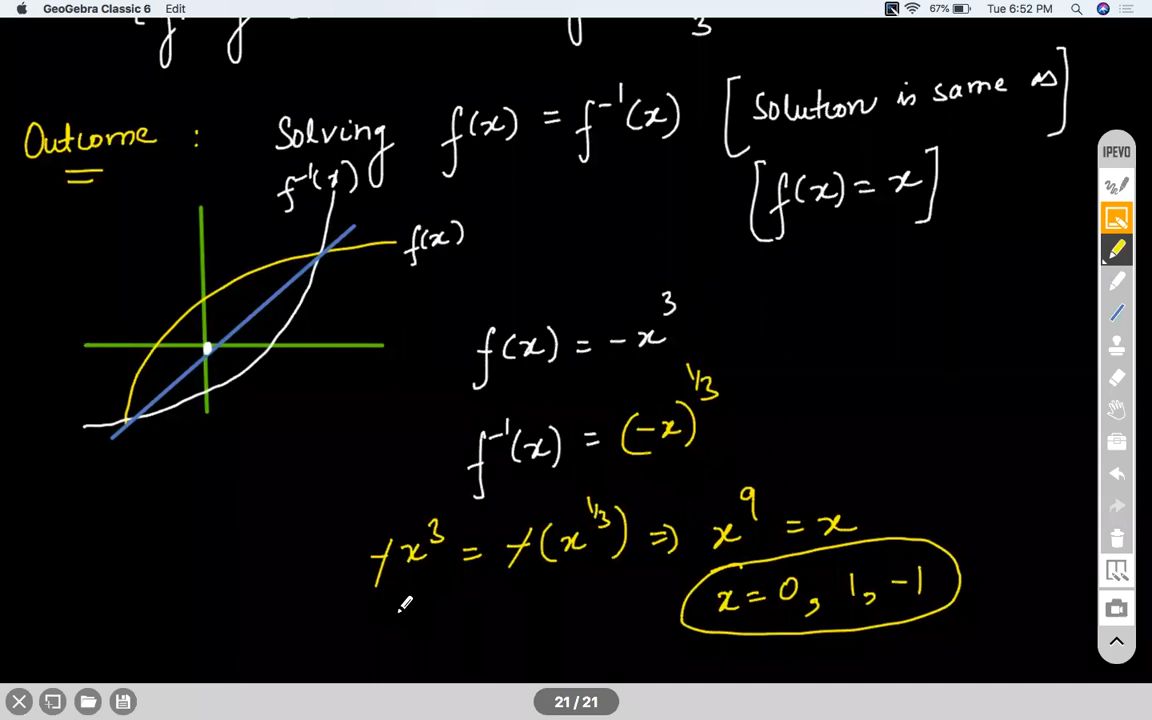 GeoGebra Classic 6 Edit 67% Tue 6:52 PM
3
Outcome : Solving f(x) = f⁻¹(x) [Solution is same as]
[f(x) = x]
f⁻¹(x)
f(x)
IPEVO
f(x) = -x³
f⁻¹(x) = (-x)^1/3
-x³ = -(x^1/3) ⇒ x⁹ = x
x = 0, 1, -1
21 / 21